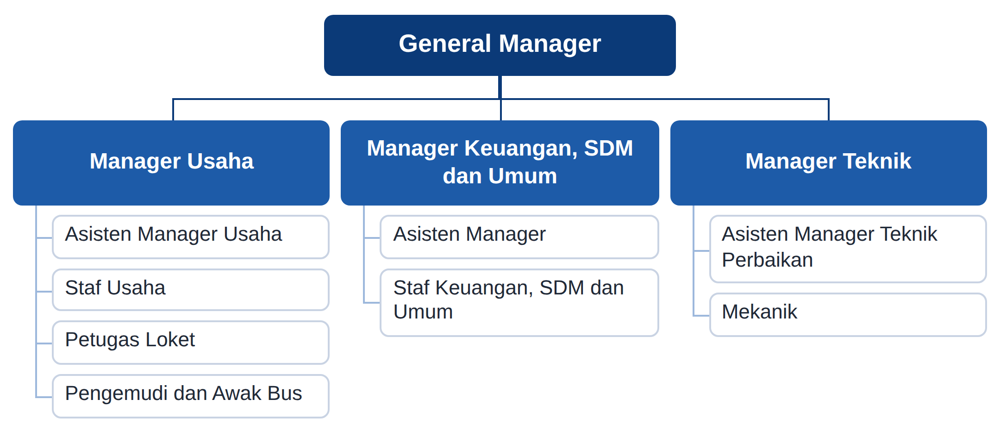 General Manager
Manager Usaha
Manager Keuangan, SDM
dan Umum
Manager Teknik
Asisten Manager Usaha
Staf Usaha
Petugas Loket
Pengemudi dan Awak Bus
Asisten Manager
Staf Keuangan, SDM dan
Umum
Asisten Manager Teknik
Perbaikan
Mekanik